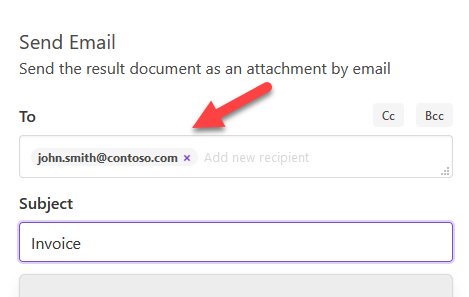 Send Email
Send the result document as an attachment by email
To Cc Bcc
john.smith@contoso.com × Add new recipient
Subject
Invoice